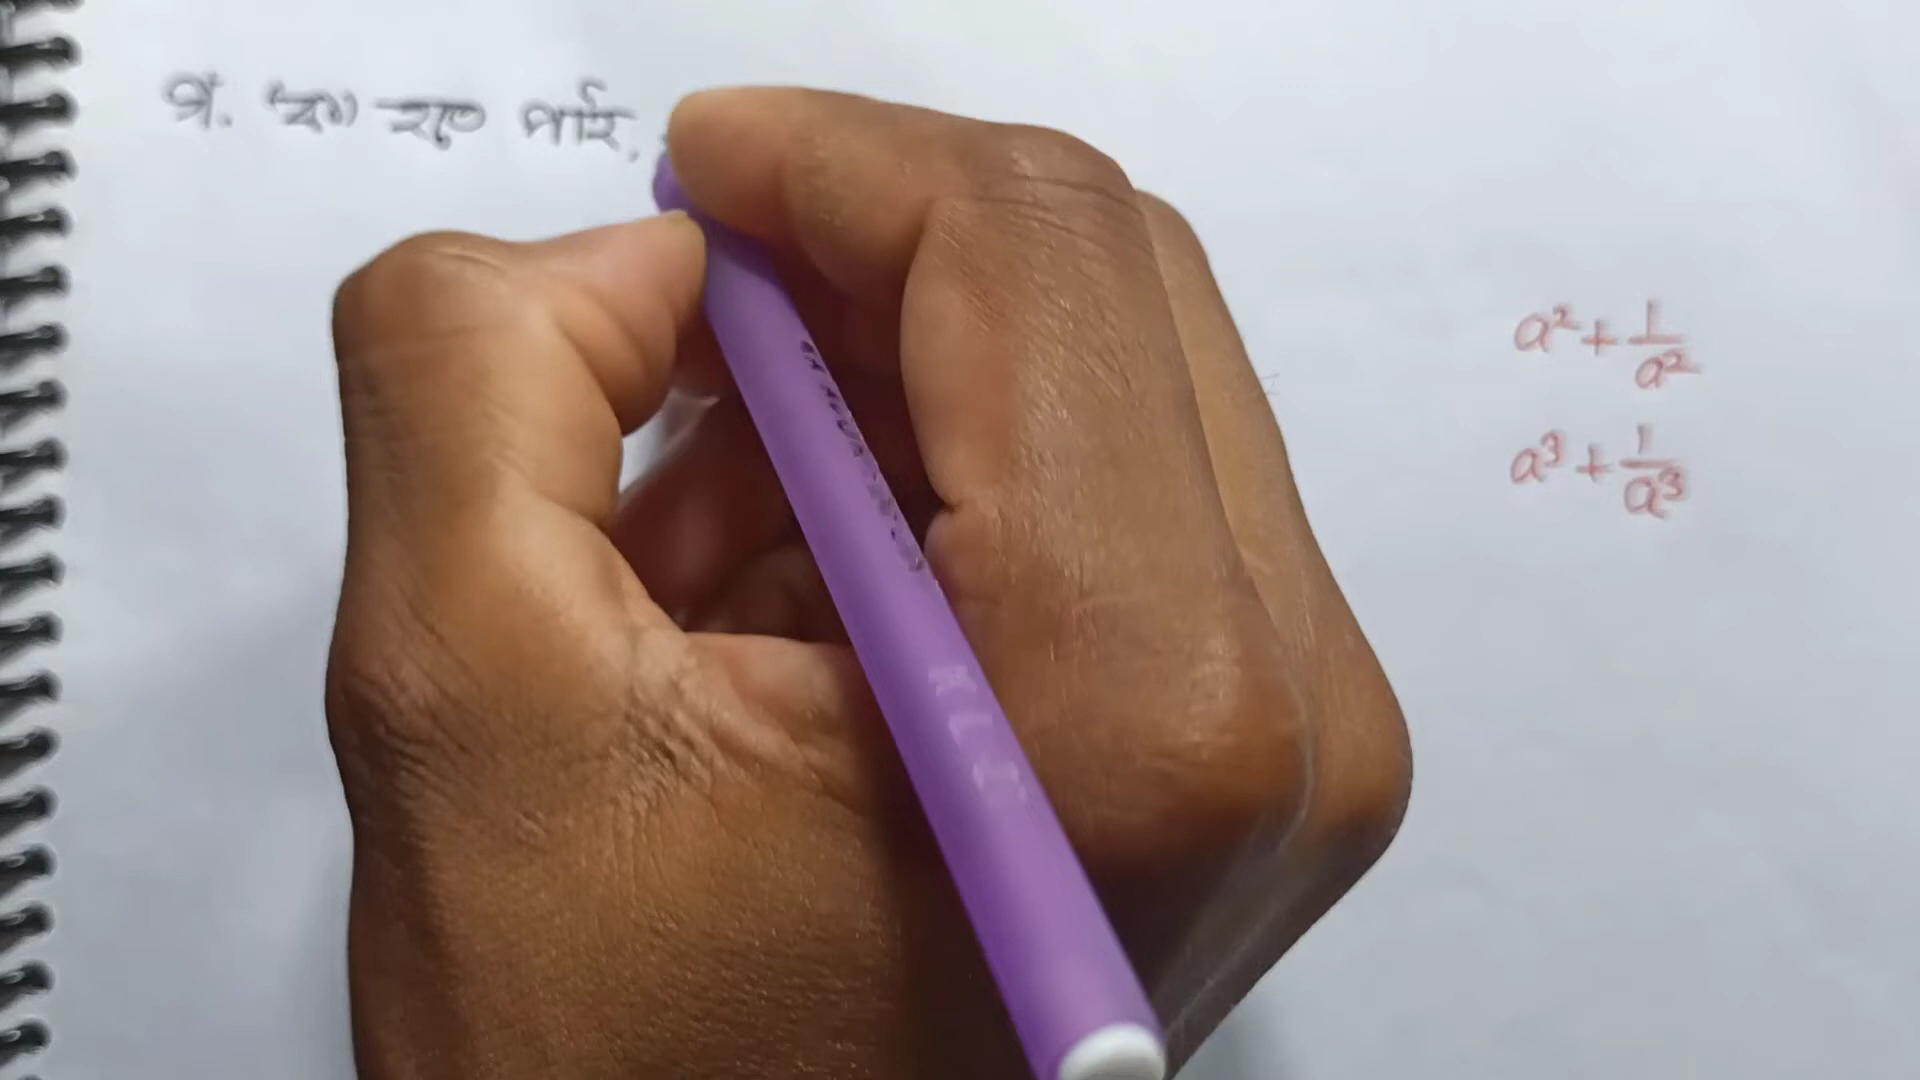 গ. 'ক' হতে পাই,
a² + 1/a²
a³ + 1/a³